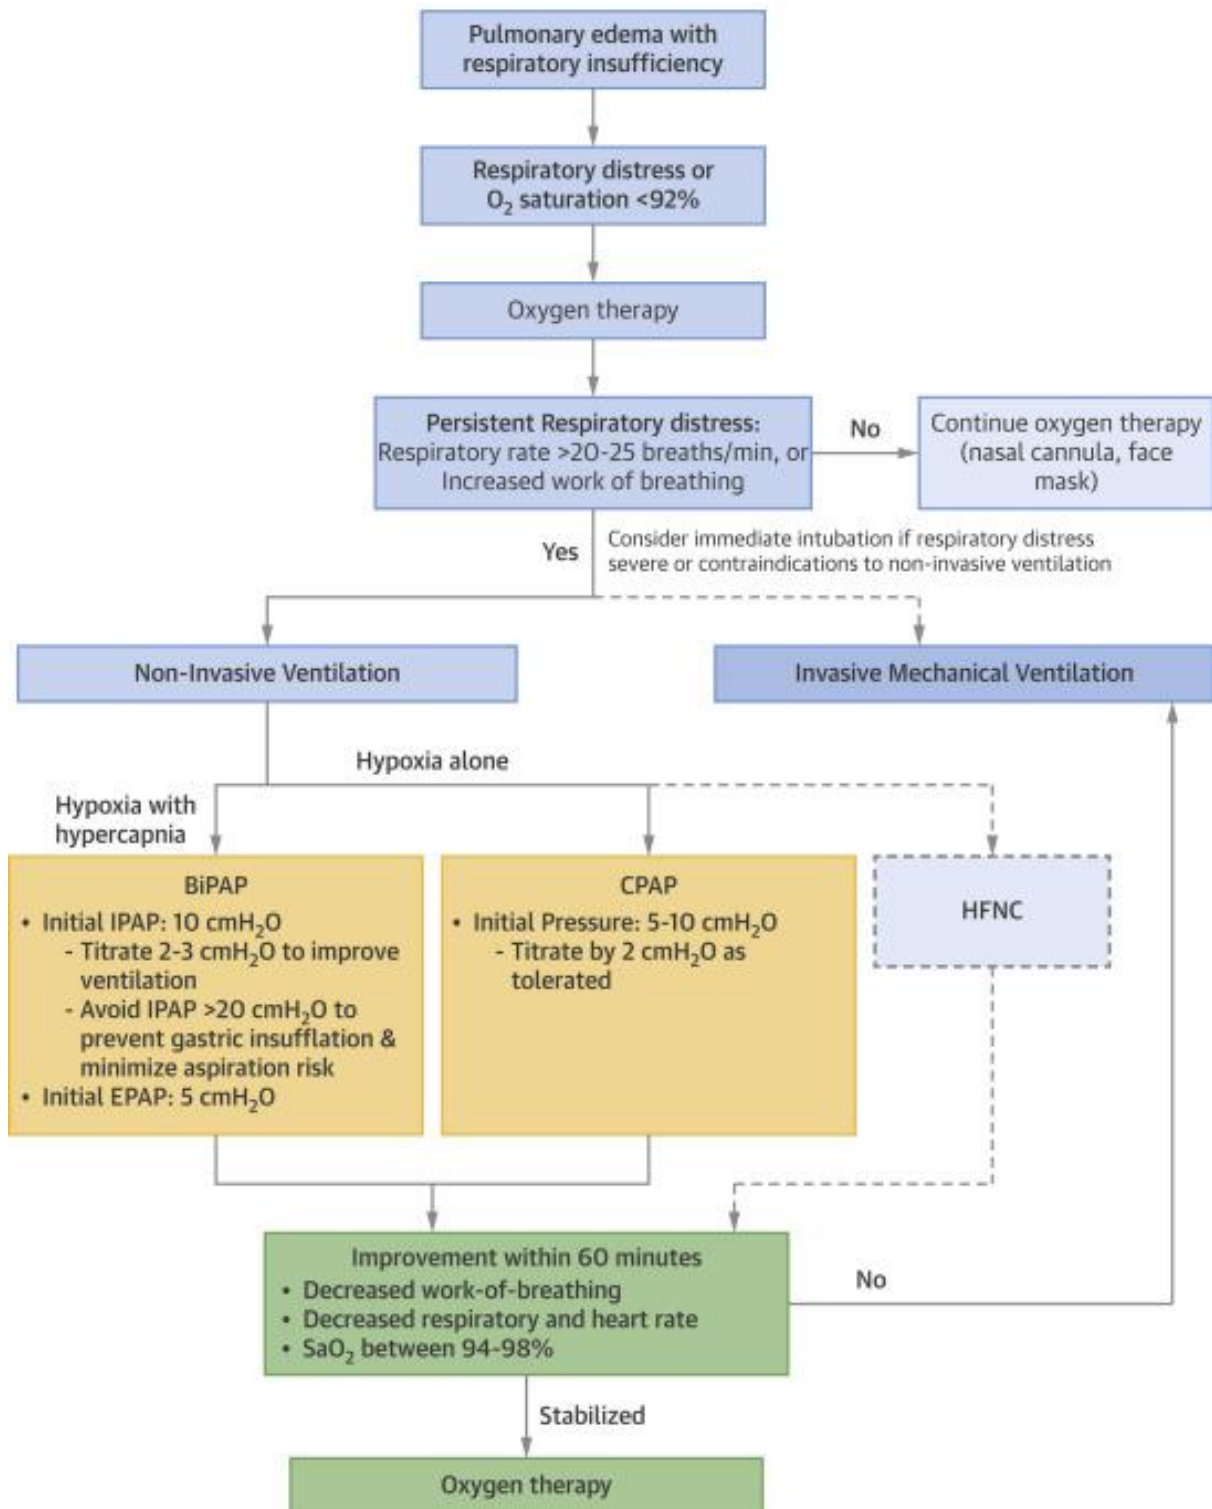 Pulmonary edema with
respiratory insufficiency
Respiratory distress or
O₂ saturation <92%
Oxygen therapy
Persistent Respiratory distress:
Respiratory rate >20-25 breaths/min, or
Increased work of breathing
No
Continue oxygen therapy
(nasal cannula, face
mask)
Yes
Consider immediate intubation if respiratory distress
severe or contraindications to non-invasive ventilation
Non-Invasive Ventilation
Invasive Mechanical Ventilation
Hypoxia alone
Hypoxia with
hypercapnia
BiPAP
• Initial IPAP: 10 cmH₂O
- Titrate 2-3 cmH₂O to improve
ventilation
- Avoid IPAP >20 cmH₂O to
prevent gastric insufflation &
minimize aspiration risk
• Initial EPAP: 5 cmH₂O
CPAP
• Initial Pressure: 5-10 cmH₂O
- Titrate by 2 cmH₂O as
tolerated
HFNC
Improvement within 60 minutes
• Decreased work-of-breathing
• Decreased respiratory and heart rate
• SaO₂ between 94-98%
No
Stabilized
Oxygen therapy